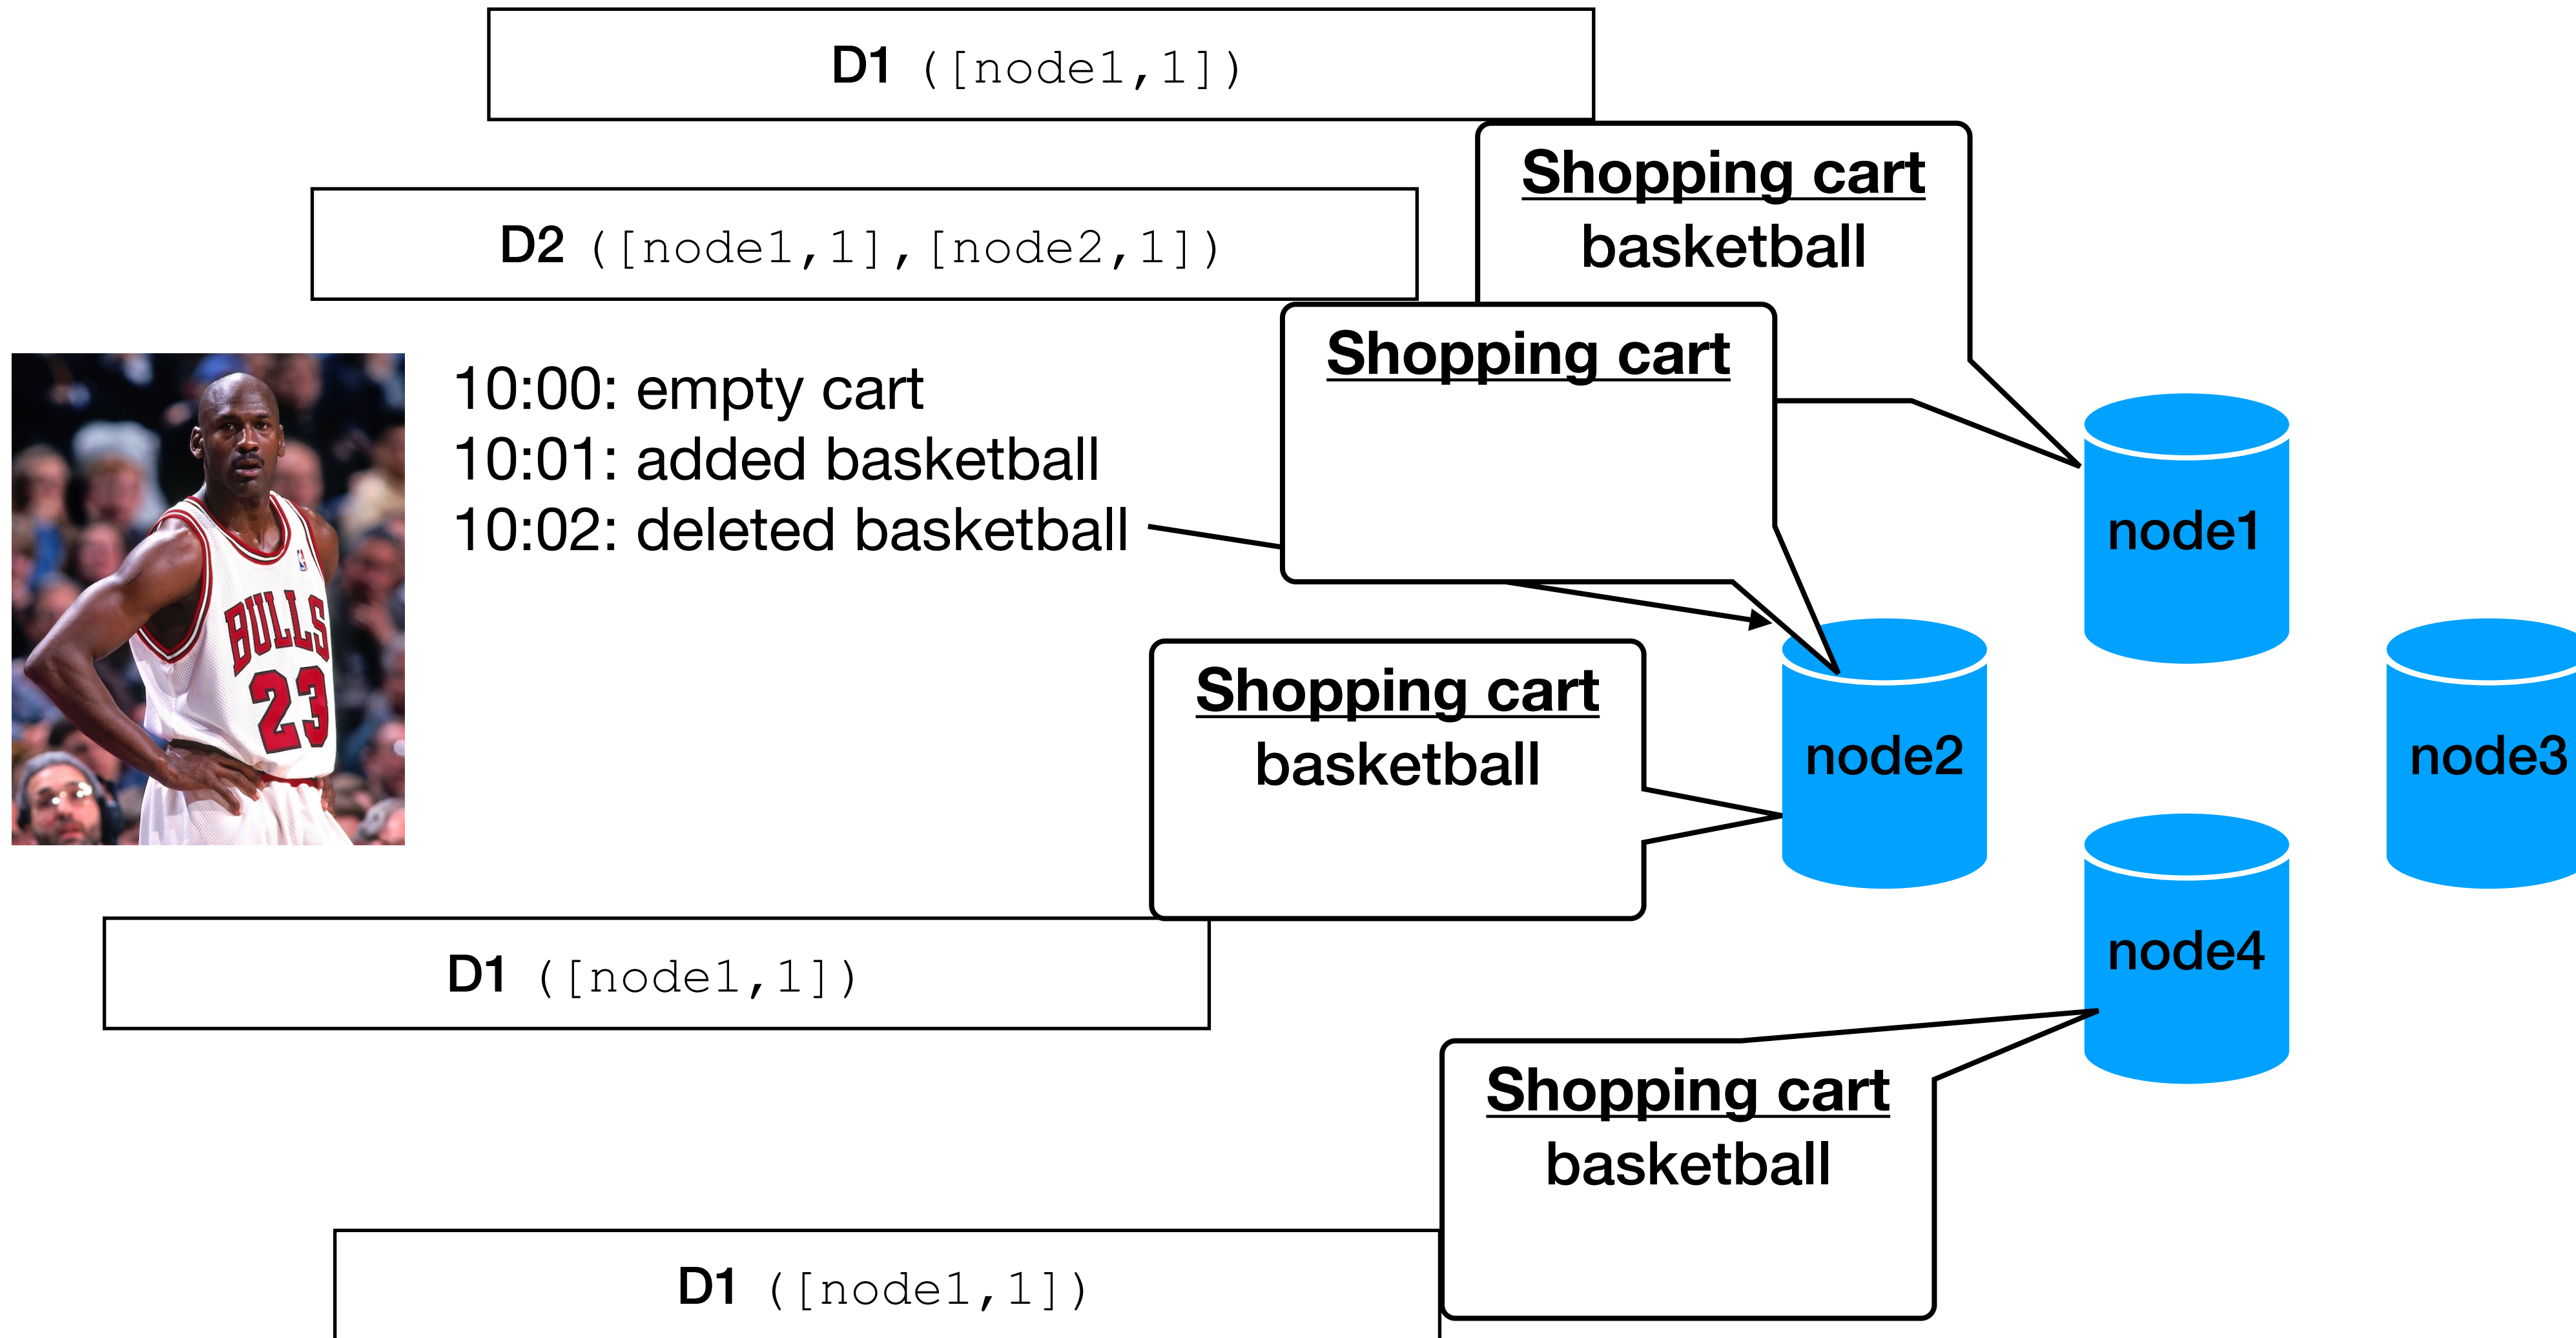 D1 ([node1,1])
Shopping cart
basketball
D2 ([node1,1],[node2,1])
Shopping cart
10:00: empty cart
10:01: added basketball
10:02: deleted basketball
BULLS
23
node1
node2
node3
Shopping cart
basketball
D1 ([node1,1])
node4
Shopping cart
basketball
D1 ([node1,1])